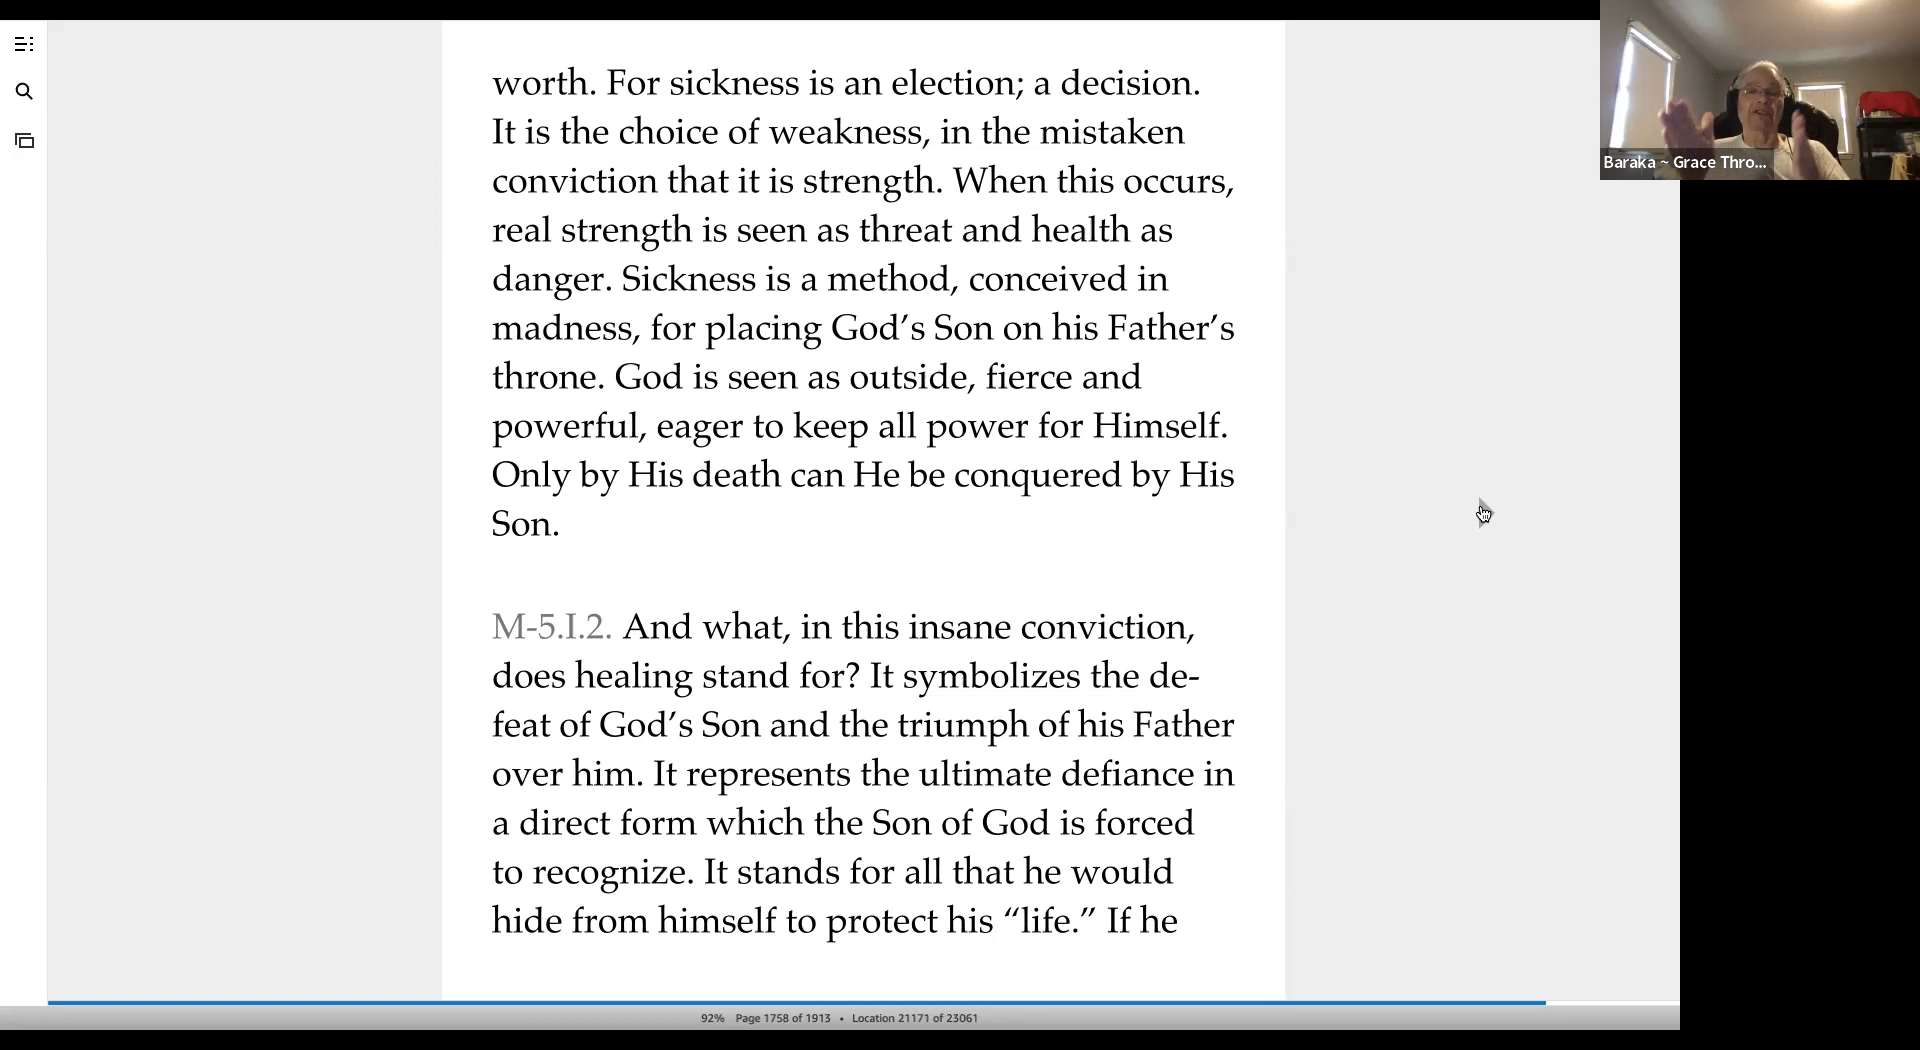 worth. For sickness is an election; a decision.
It is the choice of weakness, in the mistaken
conviction that it is strength. When this occurs,
real strength is seen as threat and health as
danger. Sickness is a method, conceived in
madness, for placing God’s Son on his Father’s
throne. God is seen as outside, fierce and
powerful, eager to keep all power for Himself.
Only by His death can He be conquered by His
Son.
M-5.I.2. And what, in this insane conviction,
does healing stand for? It symbolizes the de-
feat of God’s Son and the triumph of his Father
over him. It represents the ultimate defiance in
a direct form which the Son of God is forced
to recognize. It stands for all that he would
hide from himself to protect his “life.” If he
92% Page 1758 of 1913 • Location 21171 of 23061
Baraka ~ Grace Thro...